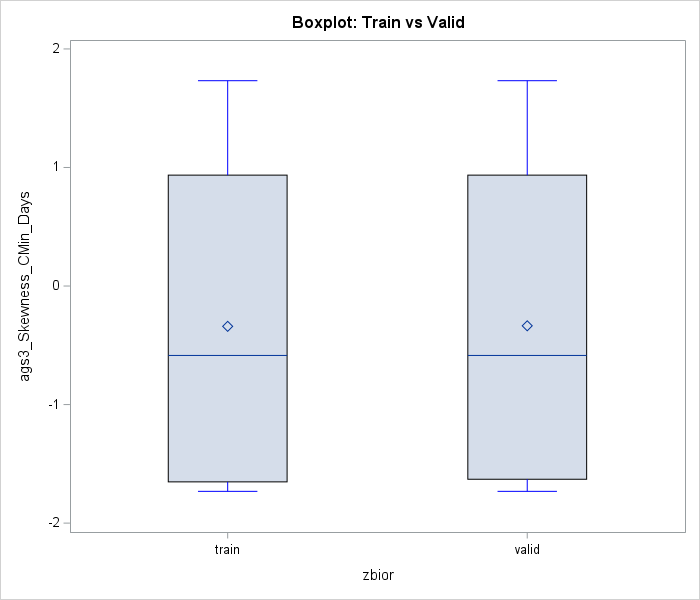 Boxplot: Train vs Valid
ags3_Skewness_CMin_Days
2
1
0
-1
-2
train
valid
zbior